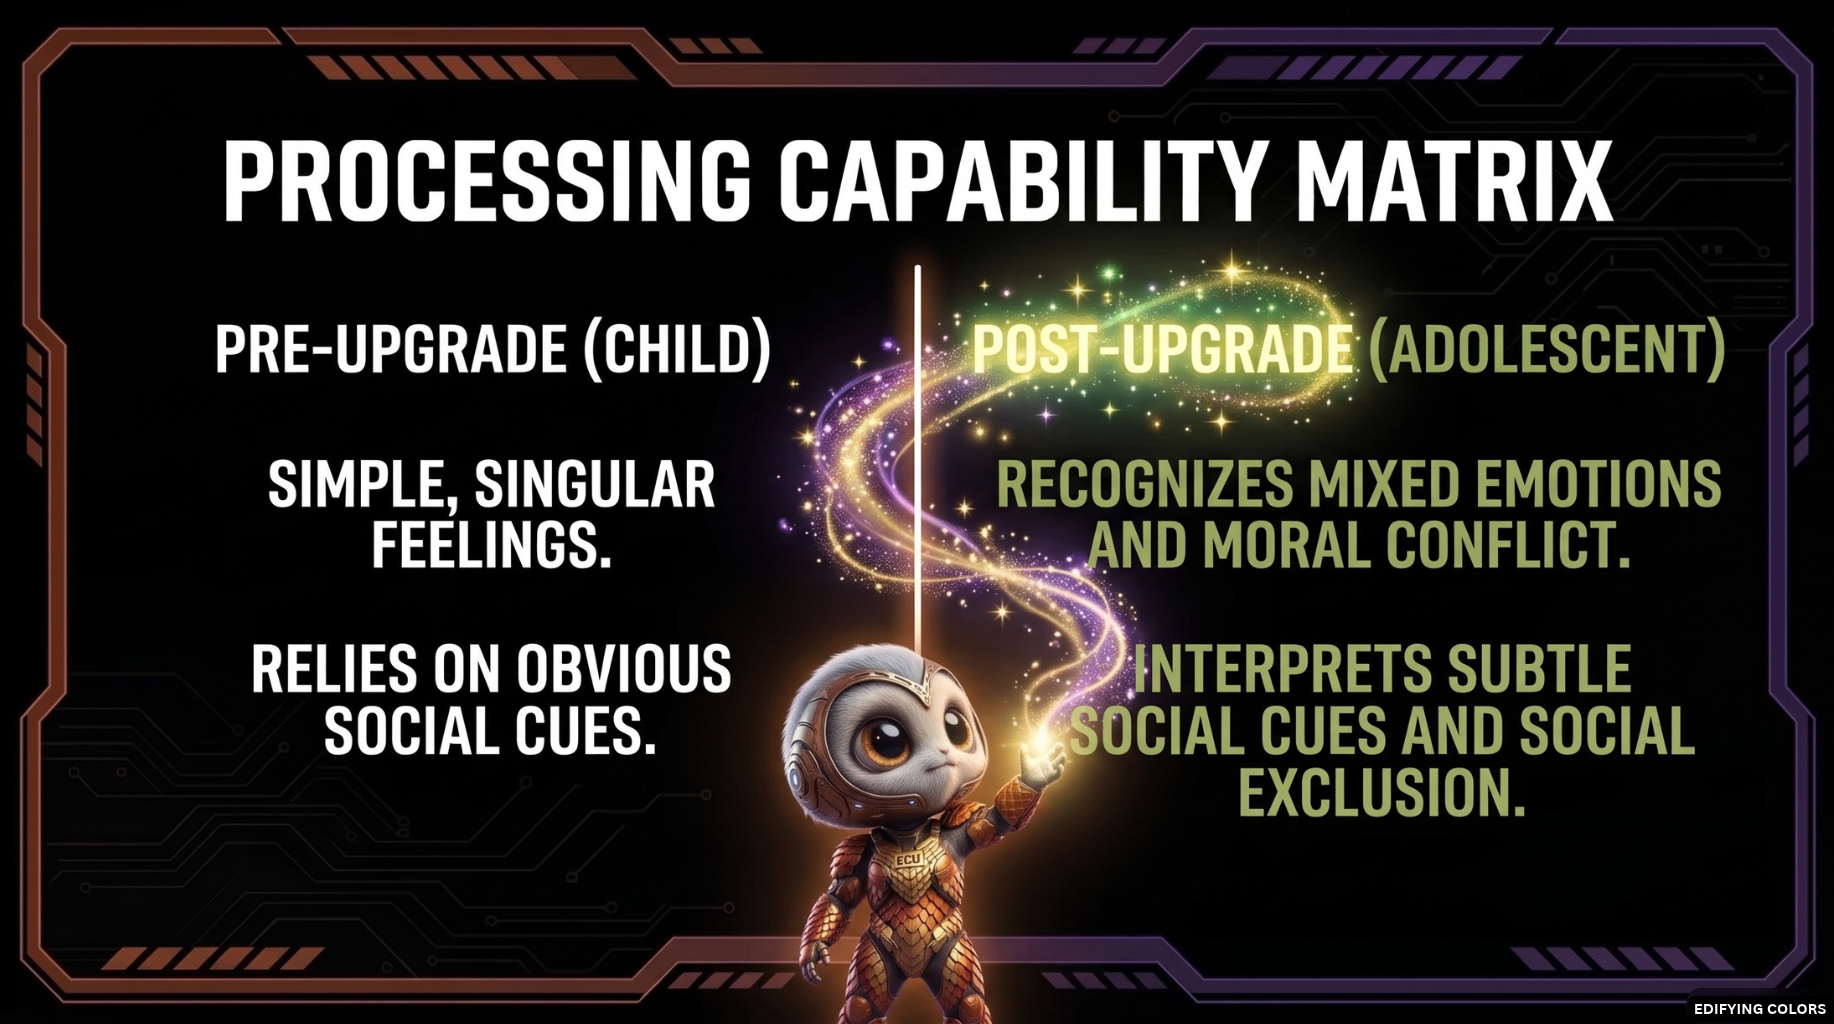 PROCESSING CAPABILITY MATRIX
PRE-UPGRADE (CHILD)
SIMPLE, SINGULAR
FEELINGS.
RELIES ON OBVIOUS
SOCIAL CUES.
POST-UPGRADE (ADOLESCENT)
RECOGNIZES MIXED EMOTIONS
AND MORAL CONFLICT.
INTERPRETS SUBTLE
SOCIAL CUES AND SOCIAL
EXCLUSION.
ECU
EDIFYING COLORS